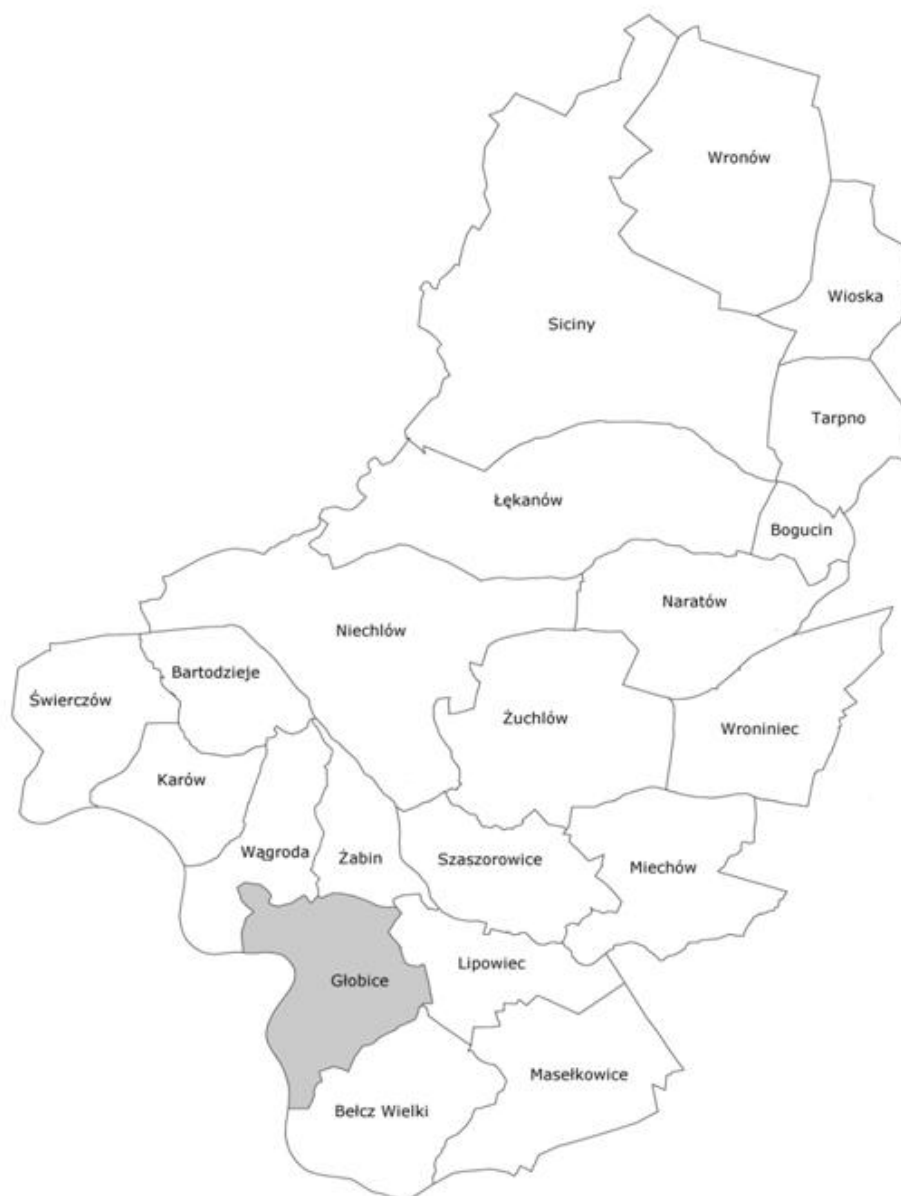 Wronów
Wioska
Siciny
Tarpno
Łękanów
Bogucin
Naratów
Niechlów
Bartodzieje
Świerczów
Żuchlów
Wroniniec
Karów
Wągroda
Żabin
Szaszorowice
Miechów
Lipowiec
Głobice
Masełkowice
Bełcz Wielki